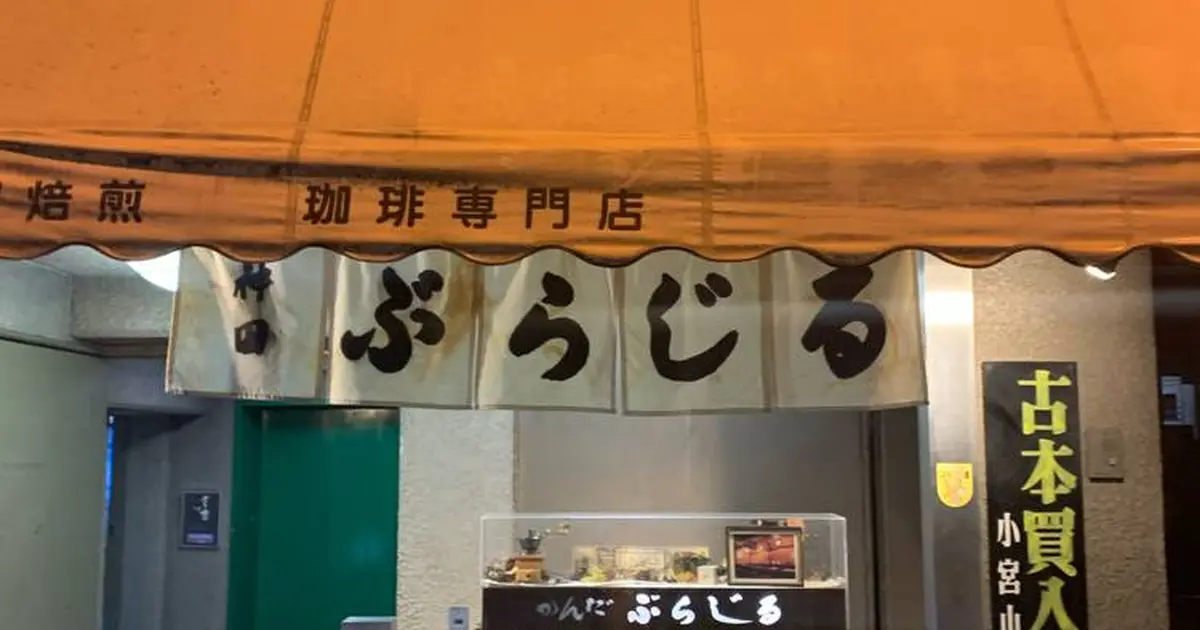 焙煎 珈琲専門店
神田
ぶらじる
かんだ ぶらじる
古本買入
小宮山